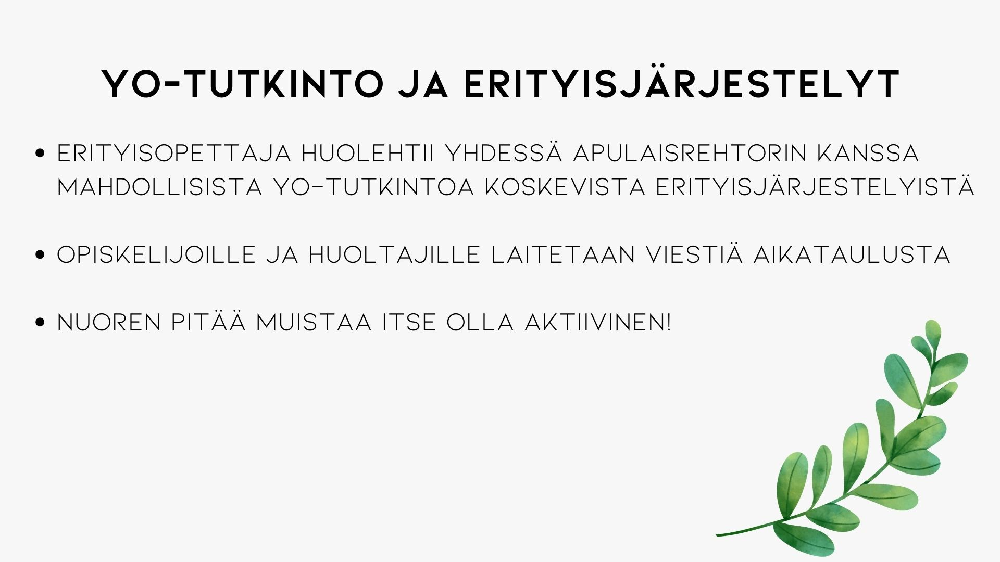 YO-TUTKINTO JA ERITYISJÄRJESTELYT
• ERITYISOPETTAJA HUOLEHTII YHDESSÄ APULAISREHTORIN KANSSA
MAHDOLLISISTA YO-TUTKINTOA KOSKEVISTA ERITYISJÄRJESTELYISTÄ
• OPISKELIJOILLE JA HUOLTAJILLE LAITETAAN VIESTIÄ AIKATAULUSTA
• NUOREN PITÄÄ MUISTAA ITSE OLLA AKTIIVINEN!